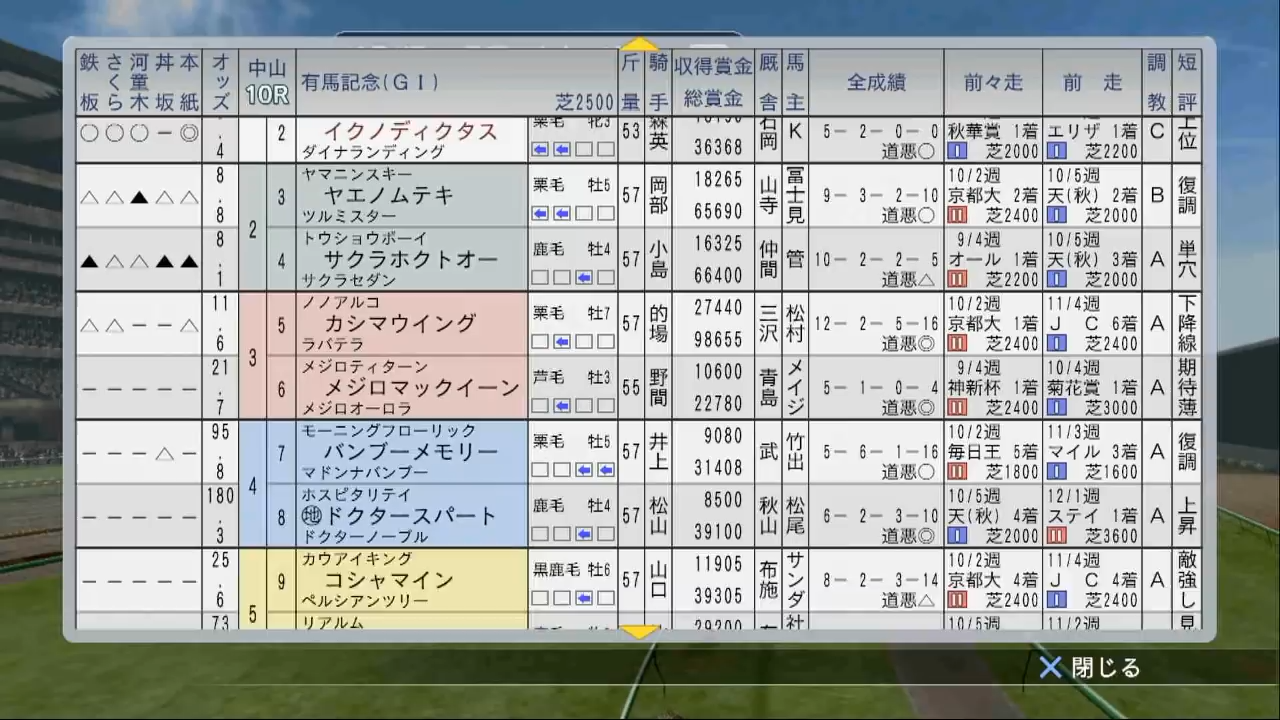 鉄板 さくら 河童木 丼坂 本紙 オッズ 中山 10R 有馬記念(GⅠ) 芝2500 斤量 騎手 収得賞金 総賞金 厩舎 馬主 全成績 前々走 前 走 調教 短評
○ ○ ○ － ◎ .4 2 イクノディクタス ダイナランディング 栗毛 牝3 53 36368 K 5－ 2－ 0－ 0 道悪○ 秋華賞 1着 Ⅰ 芝2000 エリザ 1着 Ⅰ 芝2200 C 上位
△ △ ▲ △ △ 8.8 2 3 ヤマニンスキー ヤエノムテキ ツルミスター 栗毛 牡5 57 岡部 18265 65690 山寺 冨士見 9－ 3－ 2－10 道悪○ 10/2週 京都大 2着 Ⅱ 芝2400 10/5週 天(秋) 2着 Ⅰ 芝2000 B 復調
▲ △ △ ▲ ▲ 8.1 4 トウショウボーイ サクラホクトオー サクラセダン 鹿毛 牡4 57 小島 16325 66400 仲間 管 10－ 2－ 2－ 5 道悪△ 9/4週 オール 1着 Ⅱ 芝2200 10/5週 天(秋) 3着 Ⅰ 芝2000 A 単穴
△ △ － － △ 11.6 3 5 ノノアルコ カシマウイング ラバテラ 栗毛 牡7 57 的場 27440 98655 三沢 松村 12－ 2－ 5－16 道悪◎ 10/2週 京都大 1着 Ⅱ 芝2400 11/4週 J C 6着 Ⅰ 芝2400 A 下降線
－ － － － － 21.7 6 メジロティターン メジロマックイーン メジロオーロラ 芦毛 牡3 55 野間 10600 22780 青島 メイジ 5－ 1－ 0－ 4 道悪◎ 9/4週 神新杯 1着 Ⅱ 芝2400 10/4週 菊花賞 1着 Ⅰ 芝3000 A 期待薄
－ － － △ － 95.8 4 7 モーニングフローリック バンブーメモリー マドンナバンブー 栗毛 牡5 57 井上 9080 31408 武 竹出 5－ 6－ 1－16 道悪○ 10/2週 毎日王 5着 Ⅱ 芝1800 11/3週 マイル 3着 Ⅰ 芝1600 A 復調
－ － － － － 180.3 8 ホスピタリテイ 地ドクタースパート ドクターノーブル 鹿毛 牡4 57 松山 8500 39100 秋山 松尾 6－ 2－ 3－10 道悪◎ 10/5週 天(秋) 4着 Ⅰ 芝2000 12/1週 ステイ 1着 Ⅱ 芝3600 A 上昇
－ － － － － 25.6 5 9 カウアイキング コシャマイン ペルシアンツリー 黒鹿毛 牡6 57 山口 11905 39305 布施 サンダ 8－ 2－ 3－14 道悪△ 10/2週 京都大 4着 Ⅱ 芝2400 11/4週 J C 4着 Ⅰ 芝2400 A 敵強し
73 リアルム 29200 社 10/5週 11/2週 見
閉じる